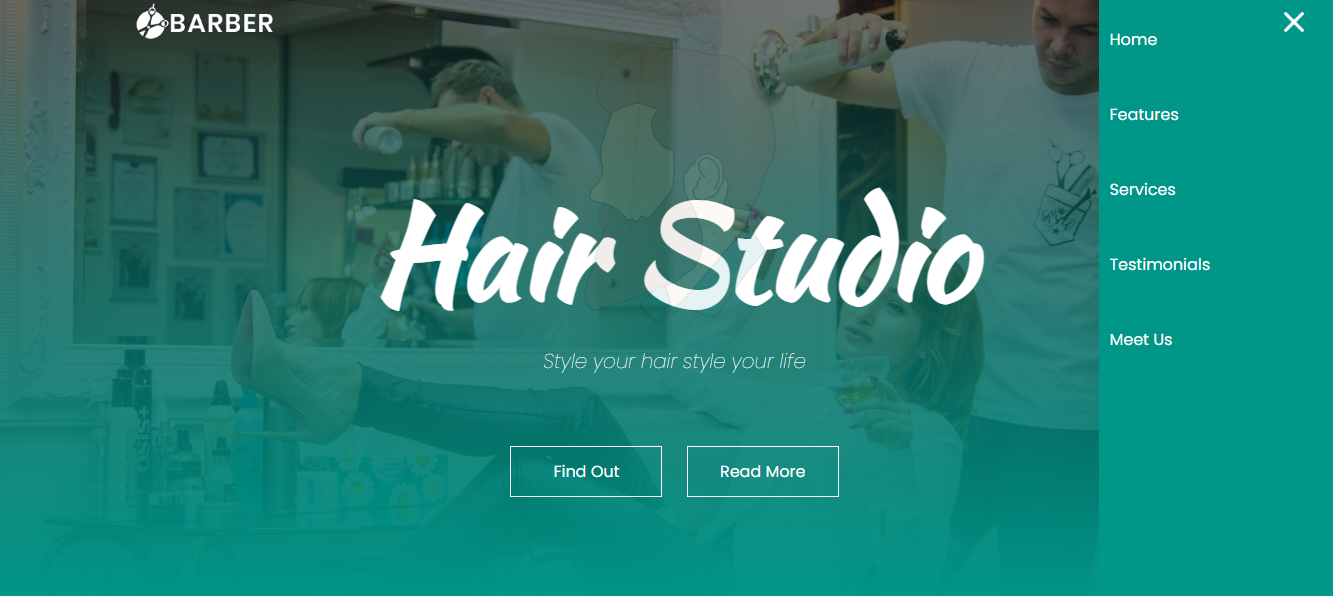 BARBER
Home
Features
Services
Testimonials
Meet Us
Hair Studio
Style your hair style your life
Find Out
Read More